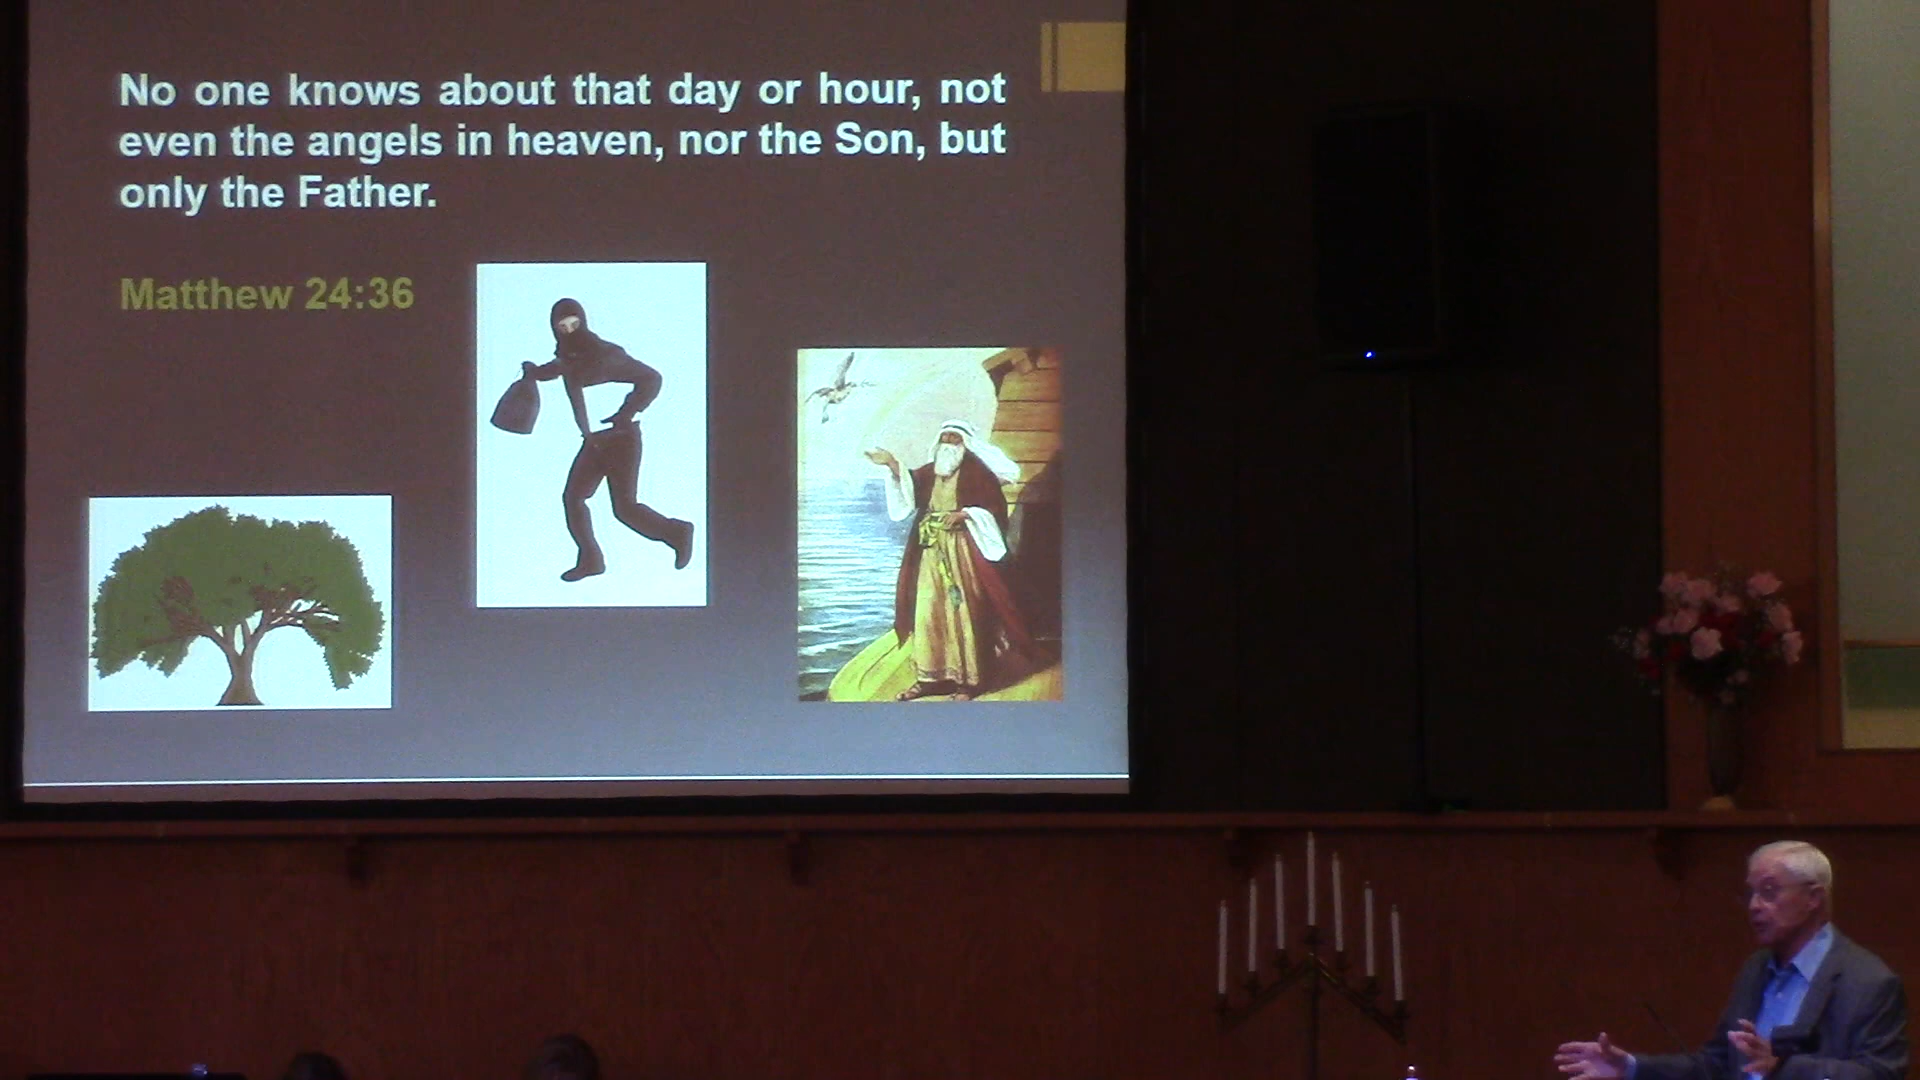 No one knows about that day or hour, not
even the angels in heaven, nor the Son, but
only the Father.
Matthew 24:36